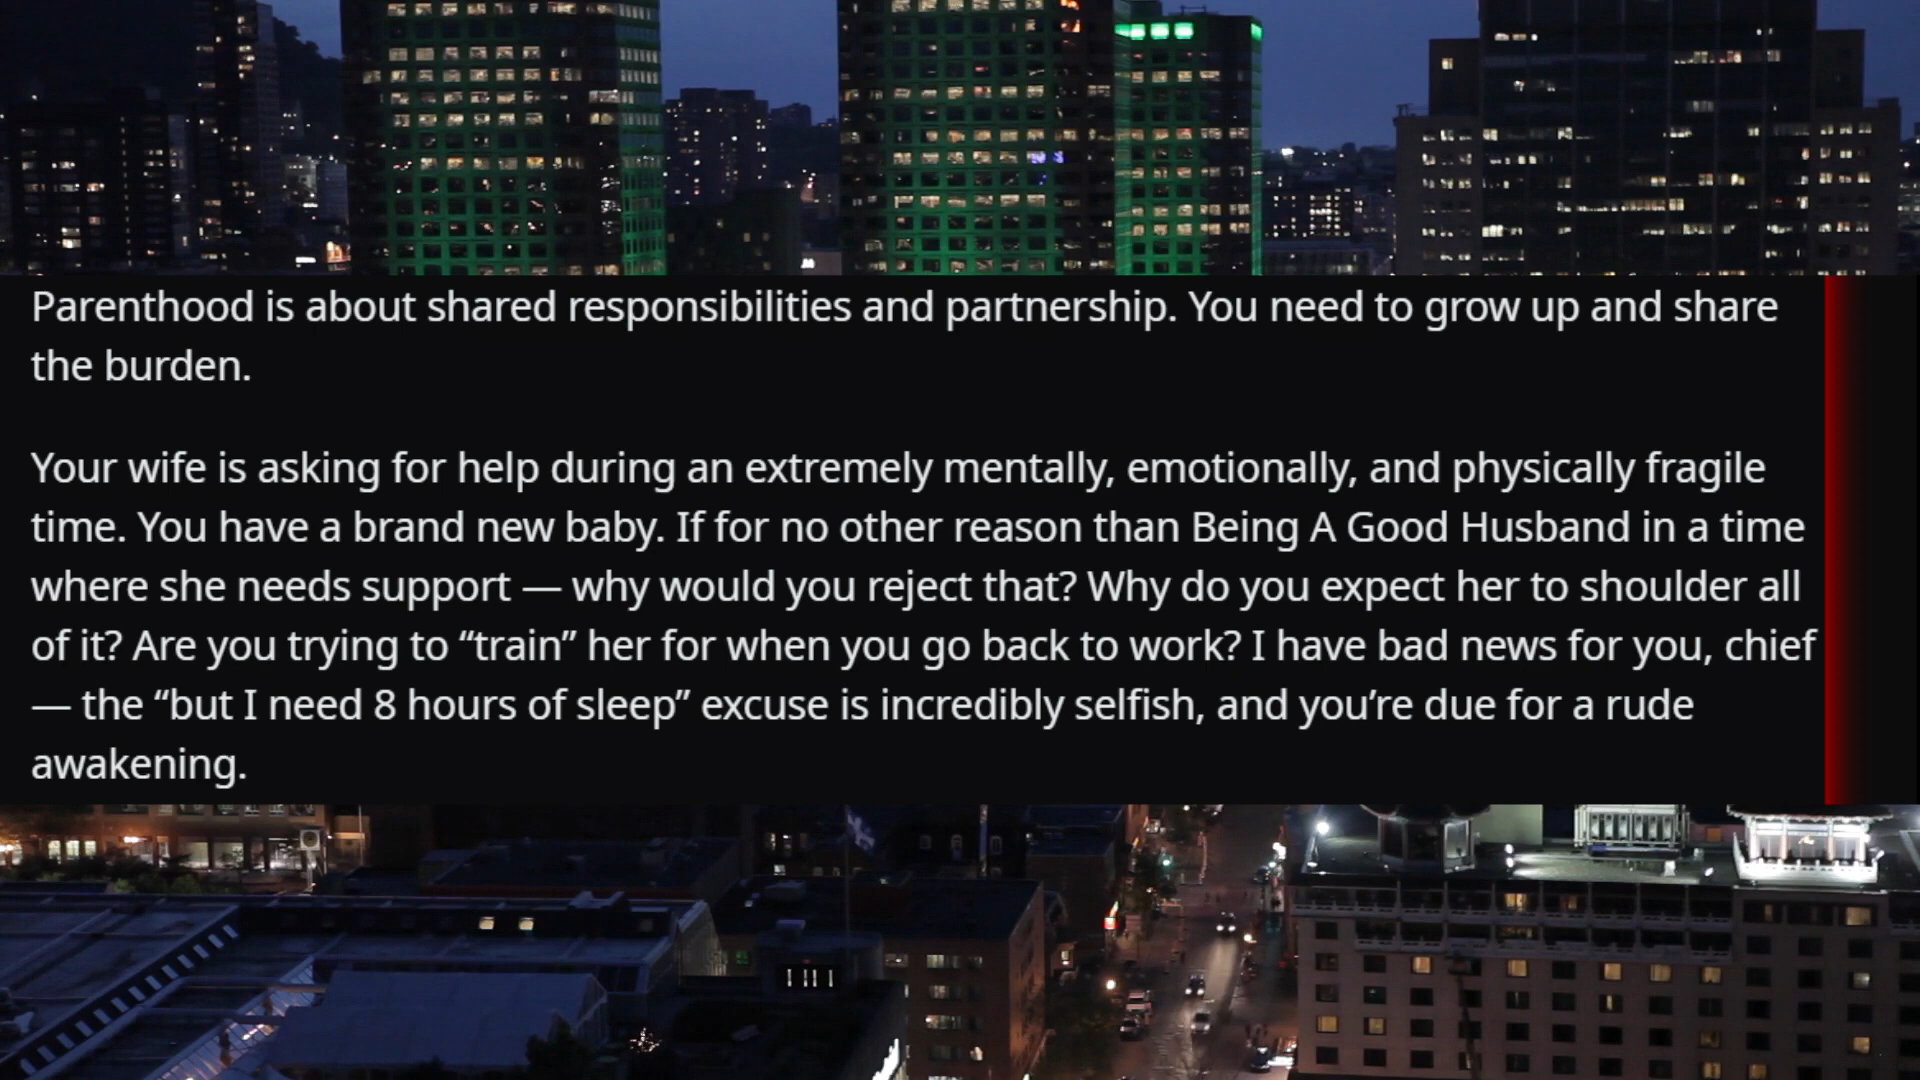 Parenthood is about shared responsibilities and partnership. You need to grow up and share
the burden.
Your wife is asking for help during an extremely mentally, emotionally, and physically fragile
time. You have a brand new baby. If for no other reason than Being A Good Husband in a time
where she needs support — why would you reject that? Why do you expect her to shoulder all
of it? Are you trying to “train” her for when you go back to work? I have bad news for you, chief
— the “but I need 8 hours of sleep” excuse is incredibly selfish, and you’re due for a rude
awakening.